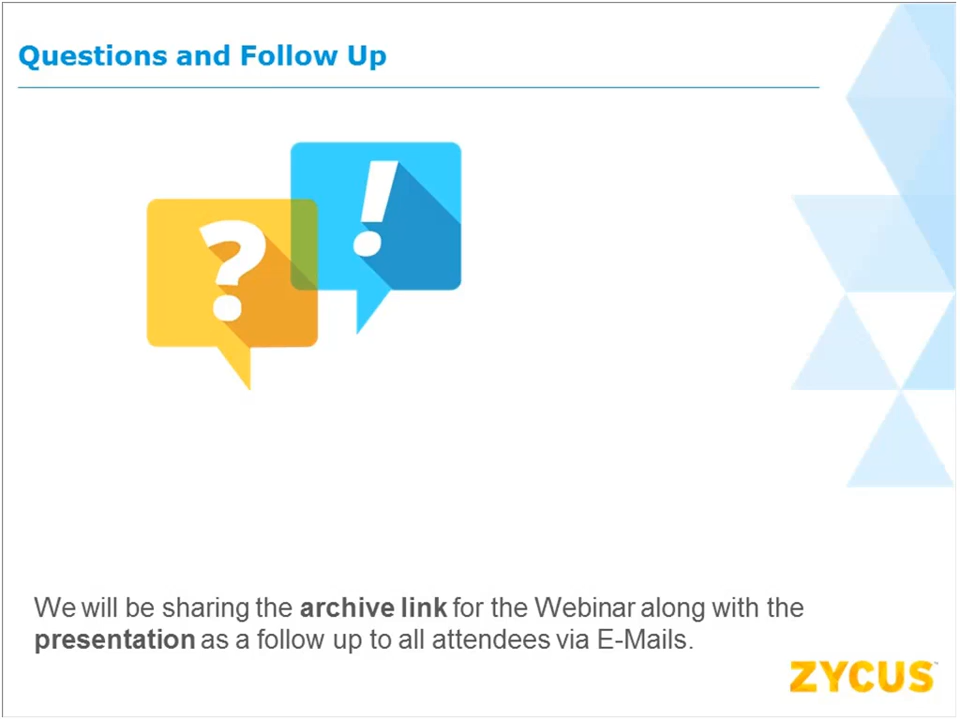 Questions and Follow Up
?
!
We will be sharing the archive link for the Webinar along with the
presentation as a follow up to all attendees via E-Mails.
ZYCUS™